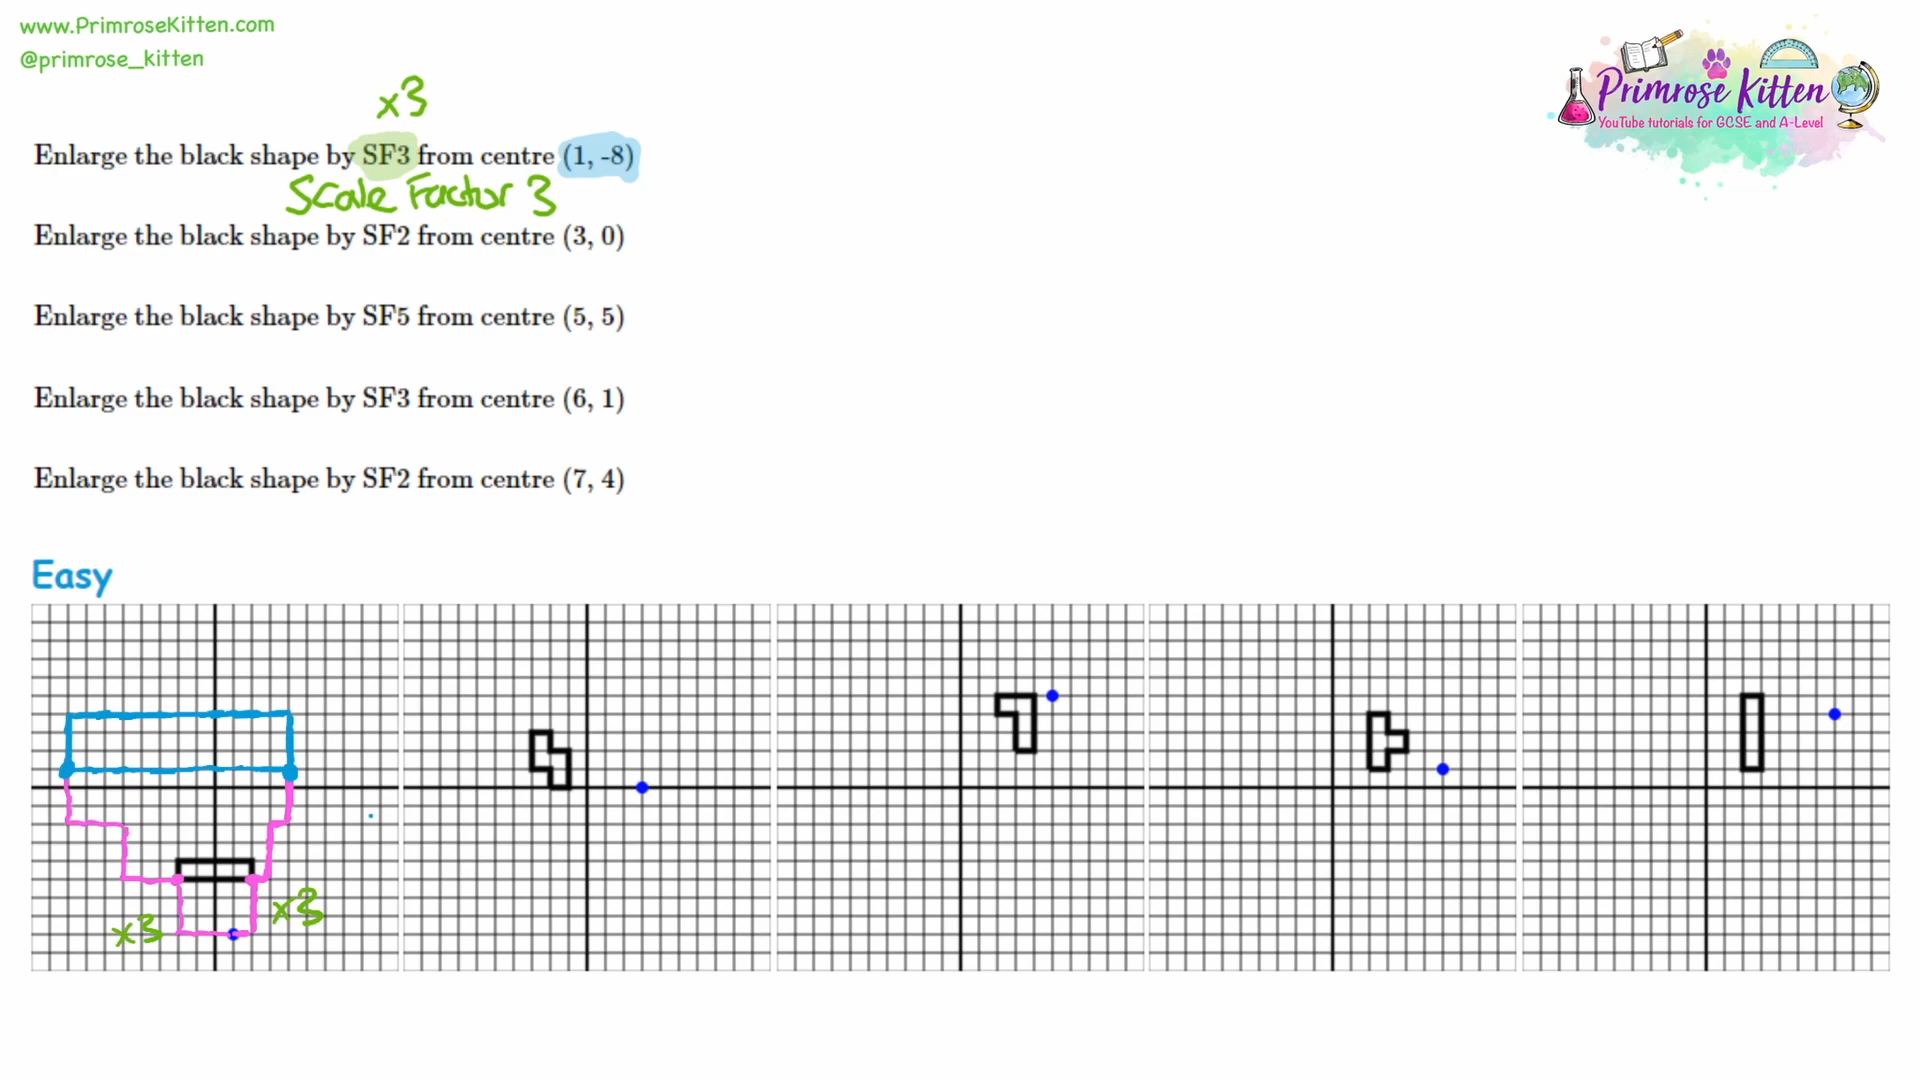 www.PrimroseKitten.com
@primrose_kitten
Primrose Kitten
YouTube tutorials for GCSE and A-Level
x3
Enlarge the black shape by SF3 from centre (1, -8)
Scale Factor 3
Enlarge the black shape by SF2 from centre (3, 0)
Enlarge the black shape by SF5 from centre (5, 5)
Enlarge the black shape by SF3 from centre (6, 1)
Enlarge the black shape by SF2 from centre (7, 4)
Easy
x3
x3